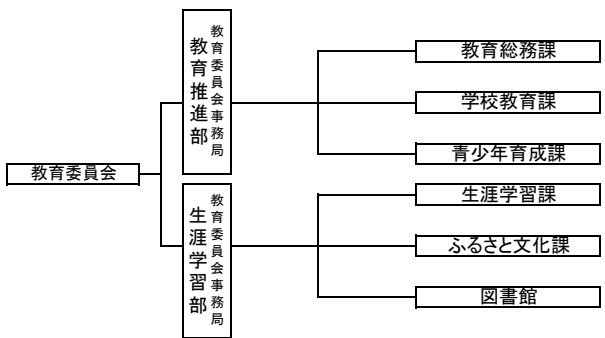 教育委員会
教育委員会事務局
教育推進部
教育総務課
学校教育課
青少年育成課
教育委員会事務局
生涯学習部
生涯学習課
ふるさと文化課
図書館